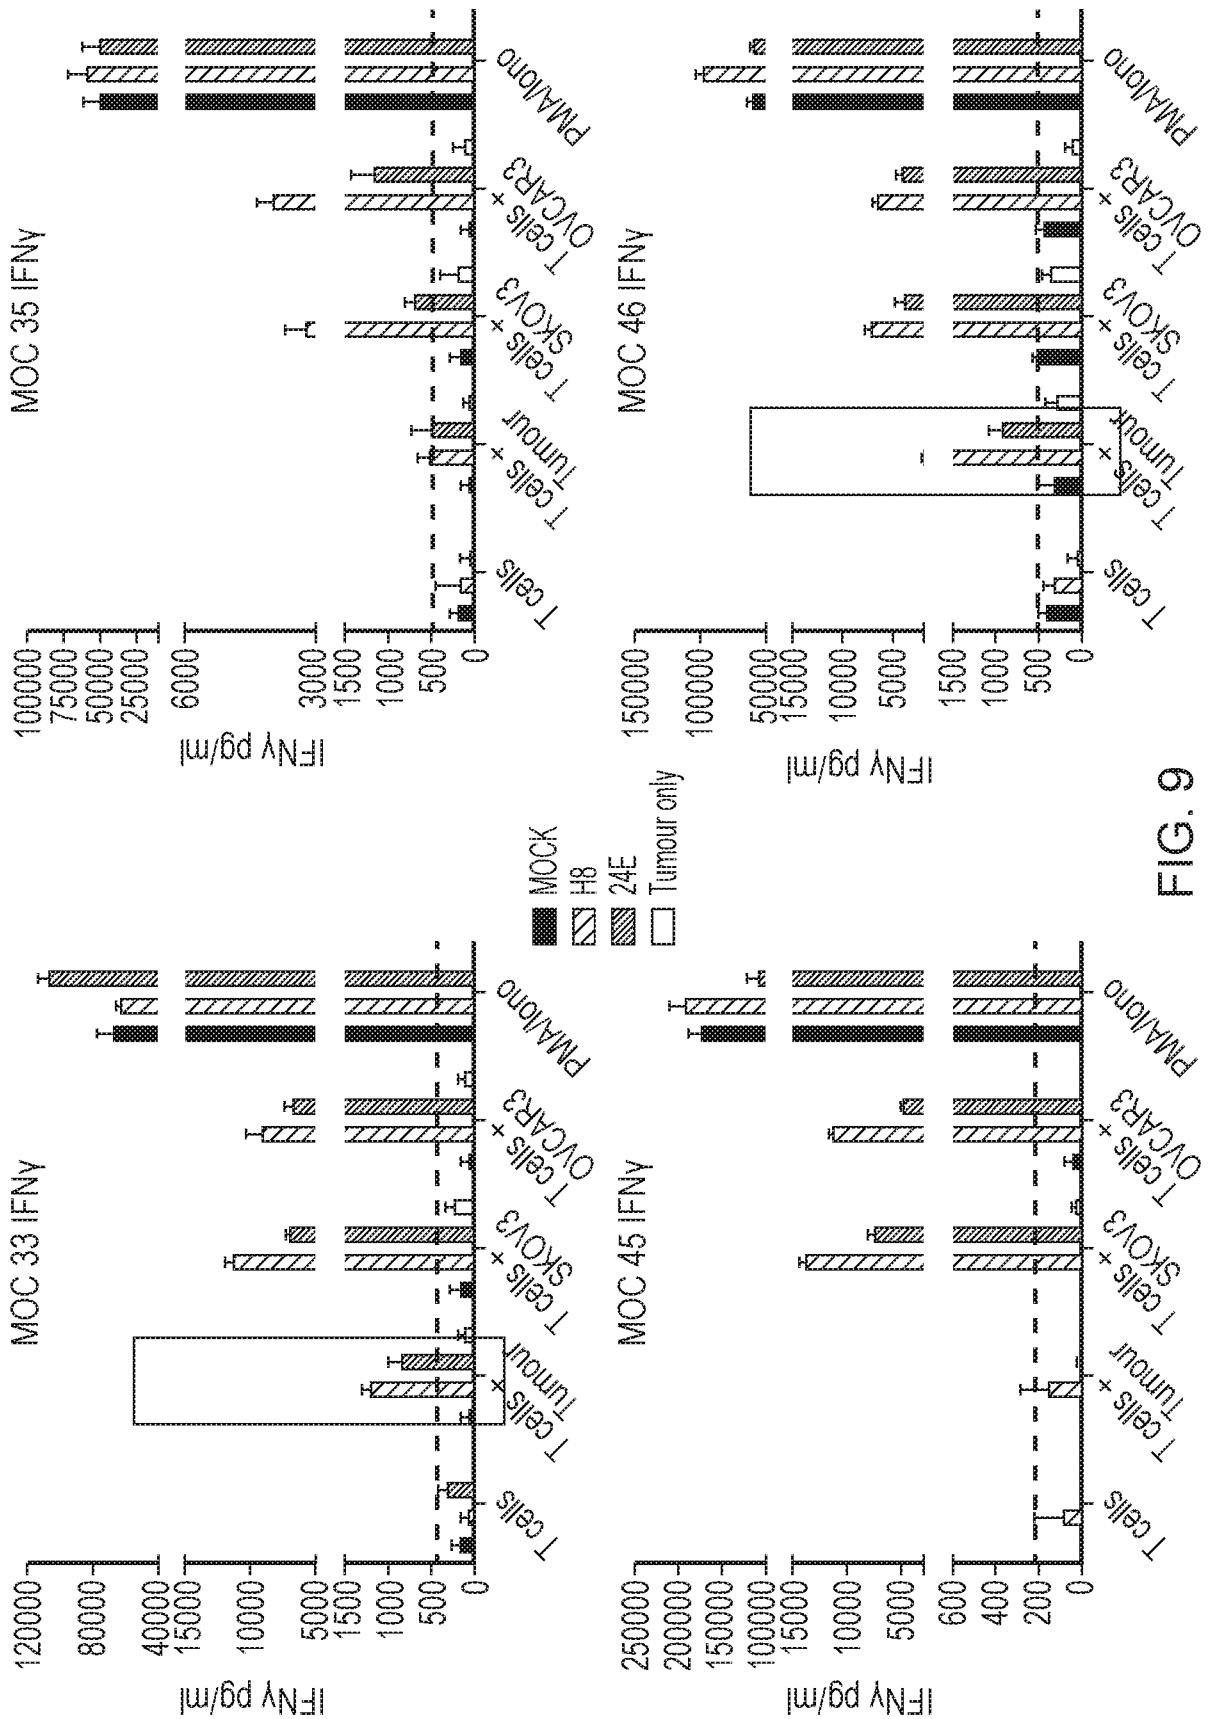 MOC 33 IFNγ
IFNγ pg/ml
120000
80000
40000
15000
10000
5000
1500
1000
500
0
T cells
T cells +
Tumour
T cells +
SKOV3
T cells +
OVCAR3
PMA/Iono
MOC 35 IFNγ
IFNγ pg/ml
100000
75000
50000
25000
6000
3000
1500
1000
500
0
T cells
T cells +
Tumour
T cells +
SKOV3
T cells +
OVCAR3
PMA/Iono
MOCK
H8
24E
Tumour only
MOC 45 IFNγ
IFNγ pg/ml
250000
200000
150000
100000
15000
10000
5000
600
400
200
0
T cells
T cells +
Tumour
T cells +
SKOV3
T cells +
OVCAR3
PMA/Iono
MOC 46 IFNγ
IFNγ pg/ml
150000
100000
50000
15000
10000
5000
1500
1000
500
0
T cells
T cells +
Tumour
T cells +
SKOV3
T cells +
OVCAR3
PMA/Iono
FIG. 9